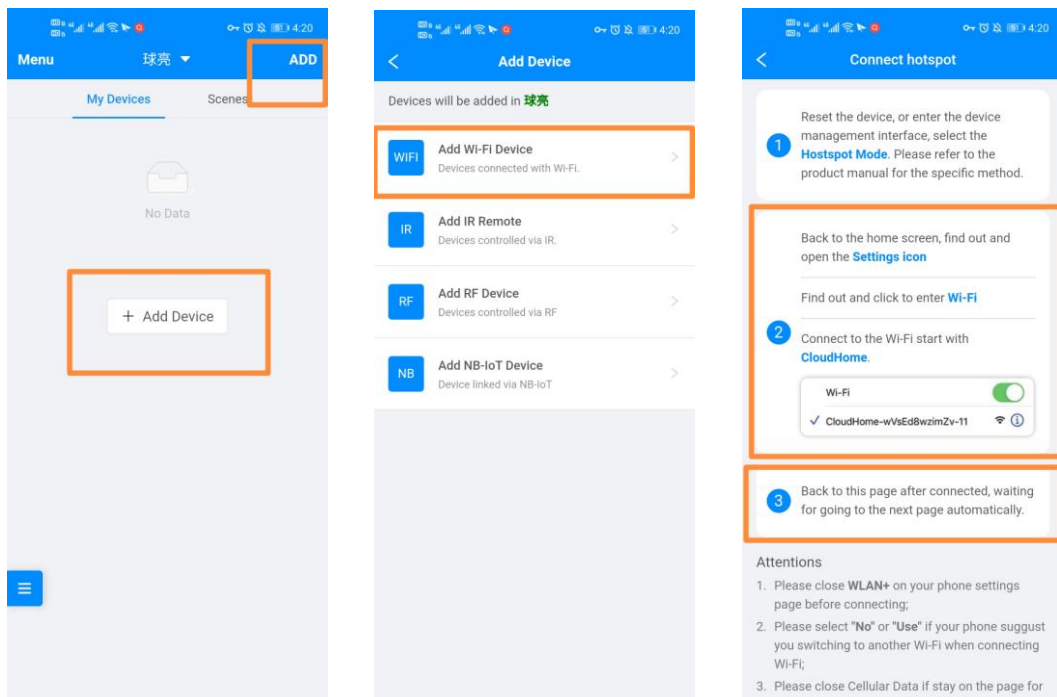 4:20
Menu
球亮
ADD
My Devices
Scenes
No Data
+ Add Device
4:20
Add Device
Devices will be added in 球亮
WIFI
Add Wi-Fi Device
Devices connected with Wi-Fi.
IR
Add IR Remote
Devices controlled via IR.
RF
Add RF Device
Devices controlled via RF
NB
Add NB-IoT Device
Device linked via NB-IoT
4:20
Connect hotspot
1
Reset the device, or enter the device
management interface, select the
Hostspot Mode. Please refer to the
product manual for the specific method.
2
Back to the home screen, find out and
open the Settings icon
Find out and click to enter Wi-Fi
Connect to the Wi-Fi start with
CloudHome.
Wi-Fi
CloudHome-wVsEd8wzimZv-11
3
Back to this page after connected, waiting
for going to the next page automatically.
Attentions
1. Please close WLAN+ on your phone settings
page before connecting;
2. Please select "No" or "Use" if your phone suggust
you switching to another Wi-Fi when connecting
Wi-Fi;
3. Please close Cellular Data if stay on the page for